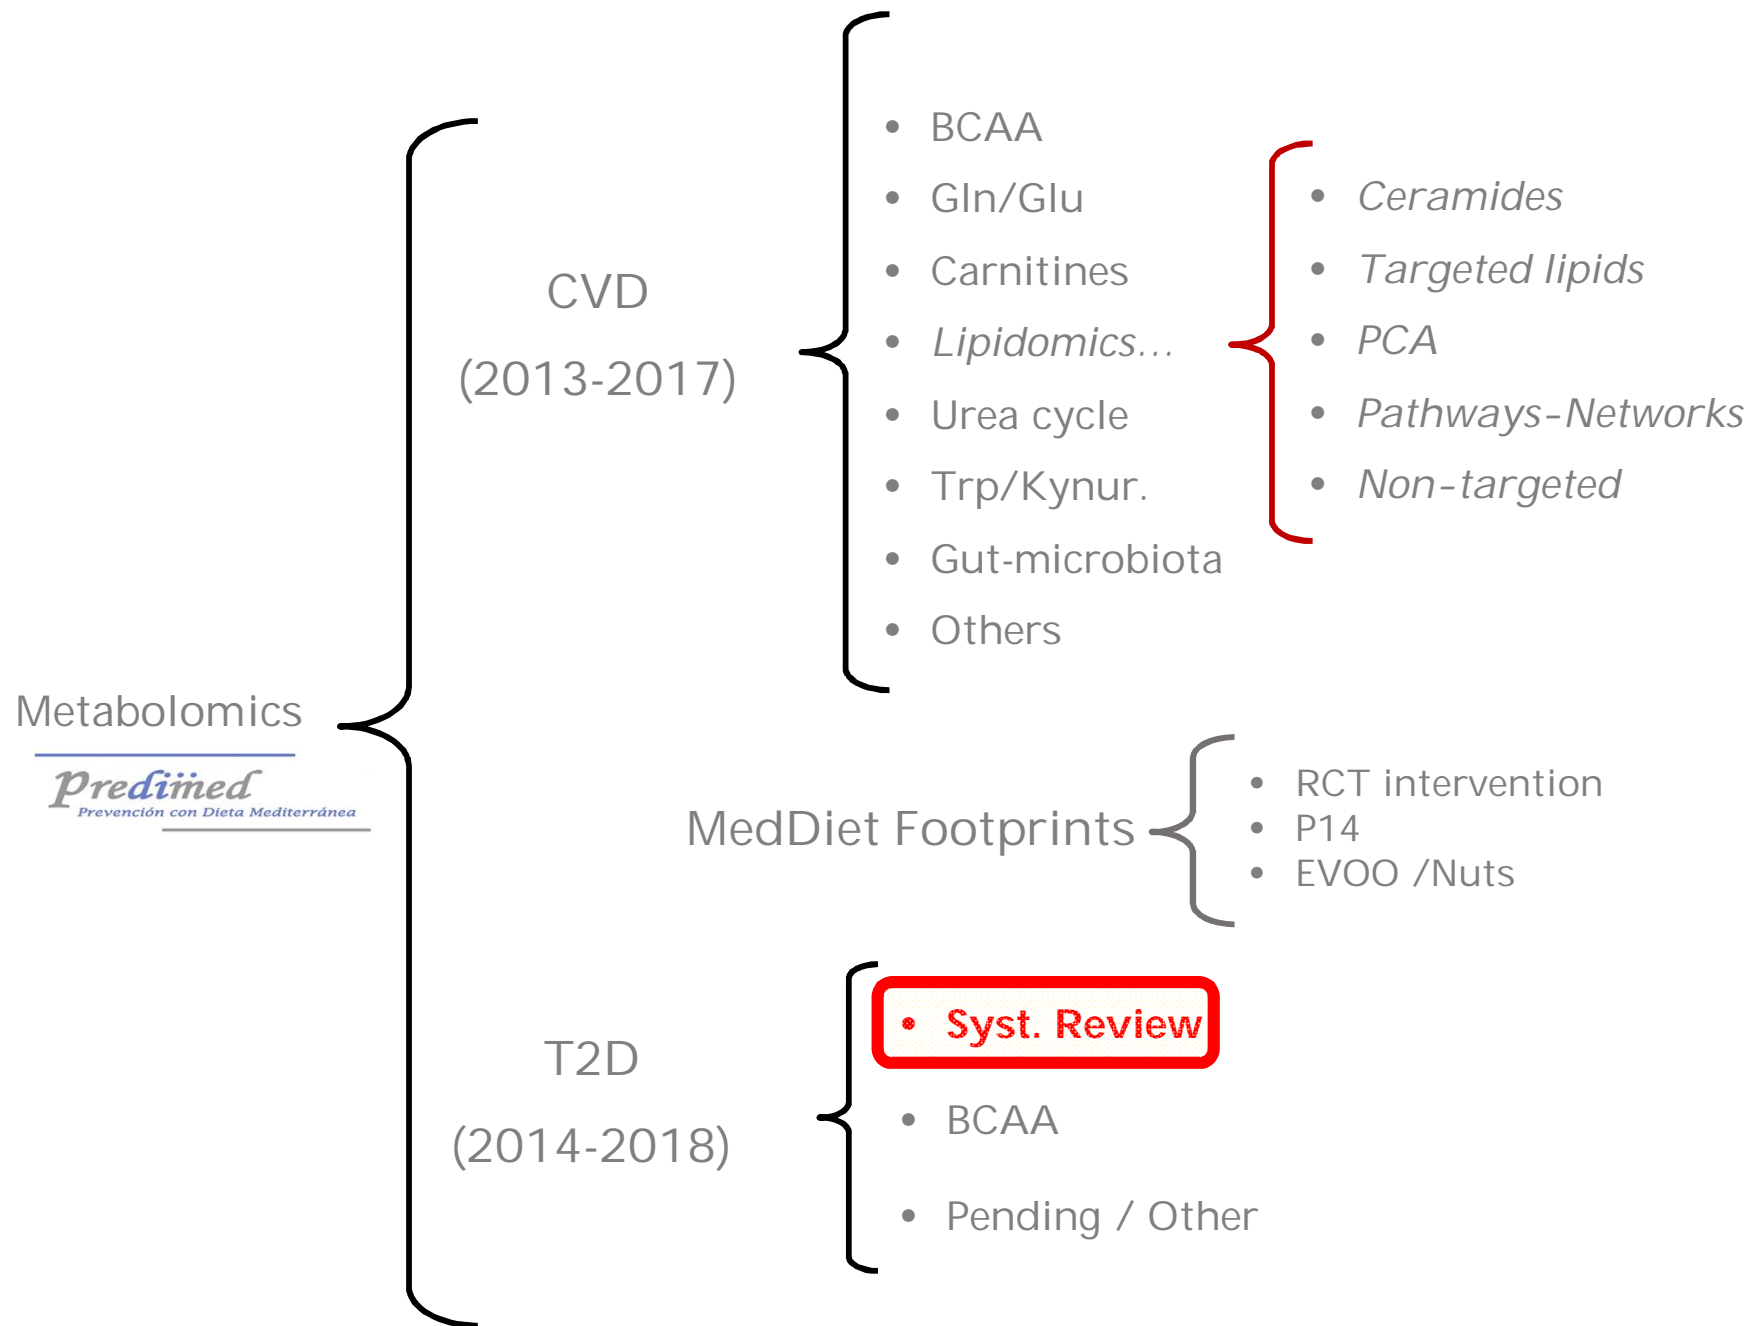 Metabolomics
Predimed
Prevención con Dieta Mediterránea
CVD
(2013-2017)
• BCAA
• Gln/Glu
• Carnitines
• Lipidomics...
• Urea cycle
• Trp/Kynur.
• Gut-microbiota
• Others
• Ceramides
• Targeted lipids
• PCA
• Pathways-Networks
• Non-targeted
MedDiet Footprints
• RCT intervention
• P14
• EVOO /Nuts
T2D
(2014-2018)
• Syst. Review
• BCAA
• Pending / Other